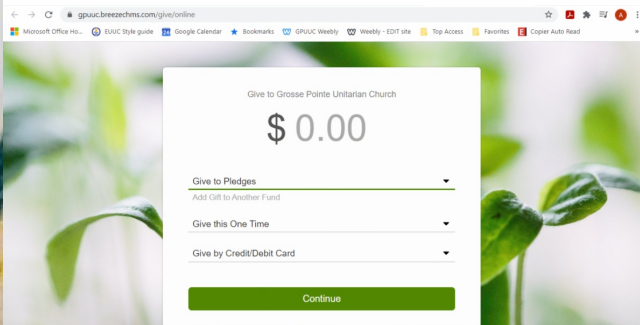 gpuuc.breezechms.com/give/online
Microsoft Office Ho... EUUC Style guide 26 Google Calendar Bookmarks GPUUC Weebly Weebly - EDIT site Top Access Favorites E Copier Auto Read »
A
Give to Grosse Pointe Unitarian Church
$ 0.00
Give to Pledges
Add Gift to Another Fund
Give this One Time
Give by Credit/Debit Card
Continue